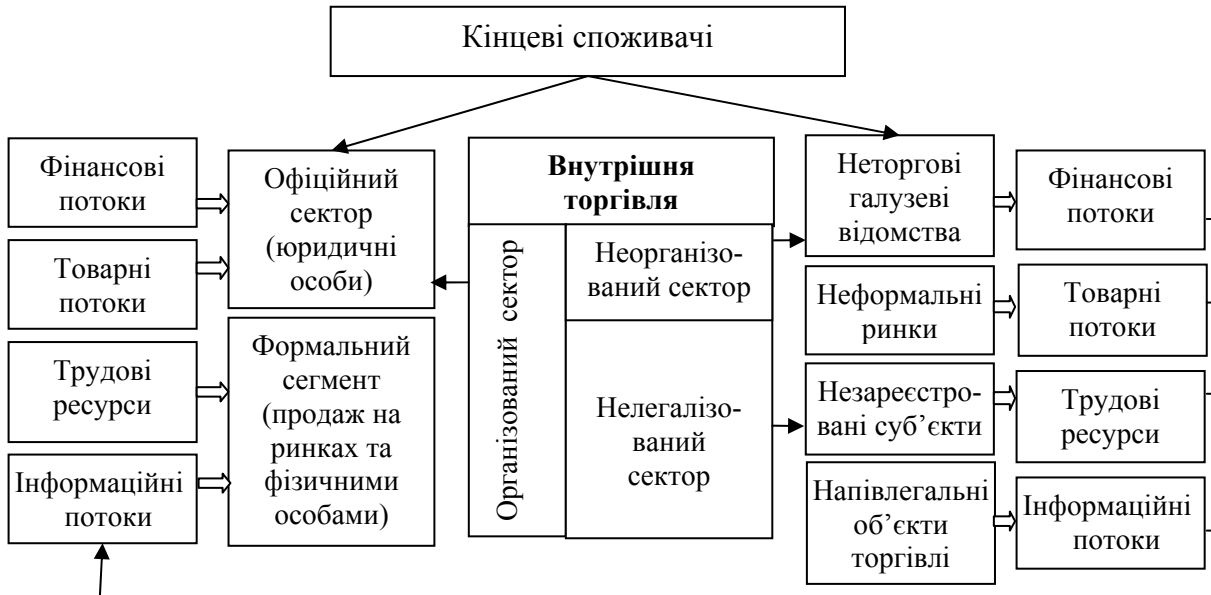 Кінцеві споживачі
Фінансові
потоки
Товарні
потоки
Трудові
ресурси
Інформаційні
потоки
Офіційний
сектор
(юридичні
особи)
Формальний
сегмент
(продаж на
ринках та
фізичними
особами)
Внутрішня
торгівля
Організований сектор
Неорганізо-
ваний сектор
Нелегалізо-
ваний
сектор
Неторгові
галузеві
відомства
Неформальні
ринки
Незареєстро-
вані суб’єкти
Напівлегальні
об’єкти
торгівлі
Фінансові
потоки
Товарні
потоки
Трудові
ресурси
Інформаційні
потоки